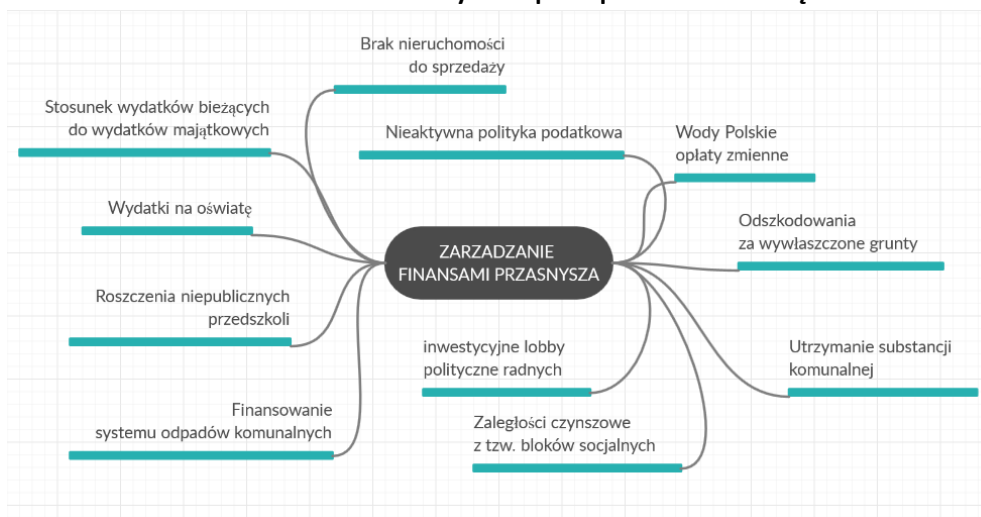 Brak nieruchomości
do sprzedaży
Stosunek wydatków bieżących
do wydatków majątkowych
Nieaktywna polityka podatkowa
Wody Polskie
opłaty zmienne
Wydatki na oświatę
Odszkodowania
za wywłaszczone grunty
ZARZADZANIE
FINANSAMI PRZASNYSZA
Roszczenia niepublicznych
przedszkoli
inwestycyjne lobby
polityczne radnych
Utrzymanie substancji
komunalnej
Finansowanie
systemu odpadów komunalnych
Zaległości czynszowe
z tzw. bloków socjalnych